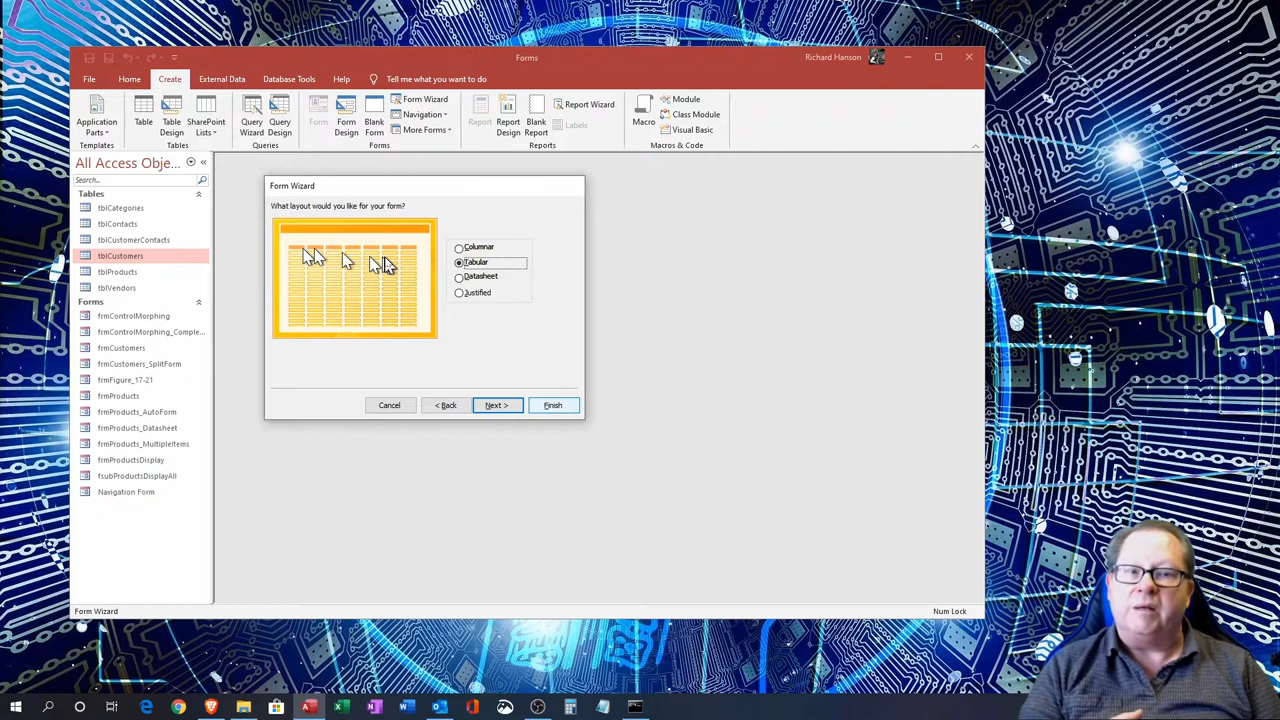 Forms
Richard Hanson
File Home Create External Data Database Tools Help Tell me what you want to do
Application Parts
Table
Table Design
SharePoint Lists
Query Wizard
Query Design
Form
Form Design
Blank Form
Form Wizard
Navigation
More Forms
Report
Report Design
Blank Report
Report Wizard
Labels
Macro
Module
Class Module
Visual Basic
Templates Tables Queries Forms Reports Macros & Code
All Access Obje...
Search...
Tables
tblCategories
tblContacts
tblCustomerContacts
tblCustomers
tblProducts
tblVendors
Forms
frmControlMorphing
frmControlMorphing_Comple...
frmCustomers
frmCustomers_SplitForm
frmFigure_17-21
frmProducts
frmProducts_AutoForm
frmProducts_Datasheet
frmProducts_MultipleItems
frmProductsDisplay
fsubProductsDisplayAll
Navigation Form
Form Wizard
What layout would you like for your form?
Columnar
Tabular
Datasheet
Justified
Cancel < Back Next > Finish
Form Wizard
Num Lock